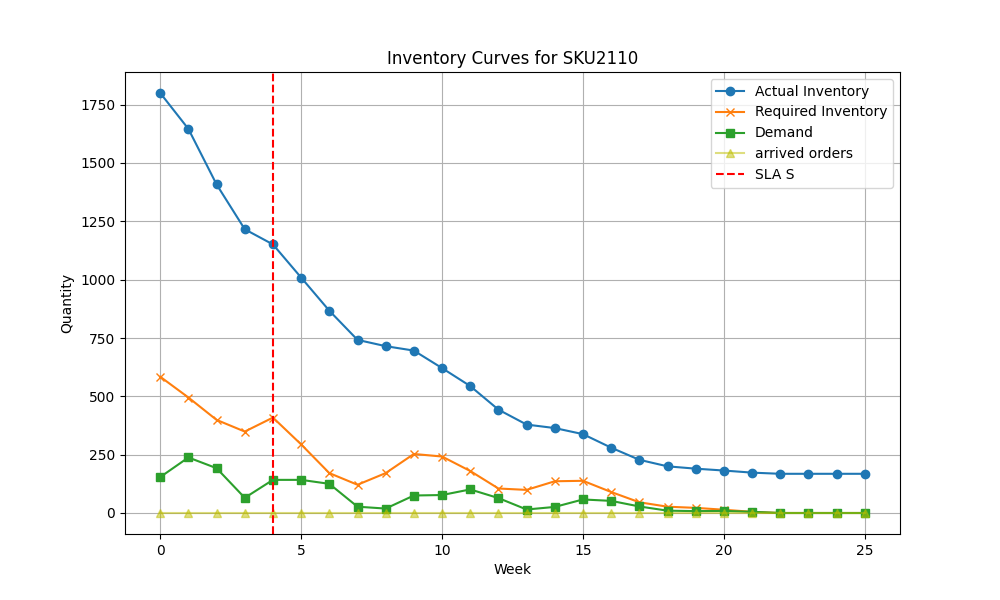 Inventory Curves for SKU2110
Actual Inventory
Required Inventory
Demand
arrived orders
SLA S
Quantity
1750
1500
1250
1000
750
500
250
0
0 5 10 15 20 25
Week